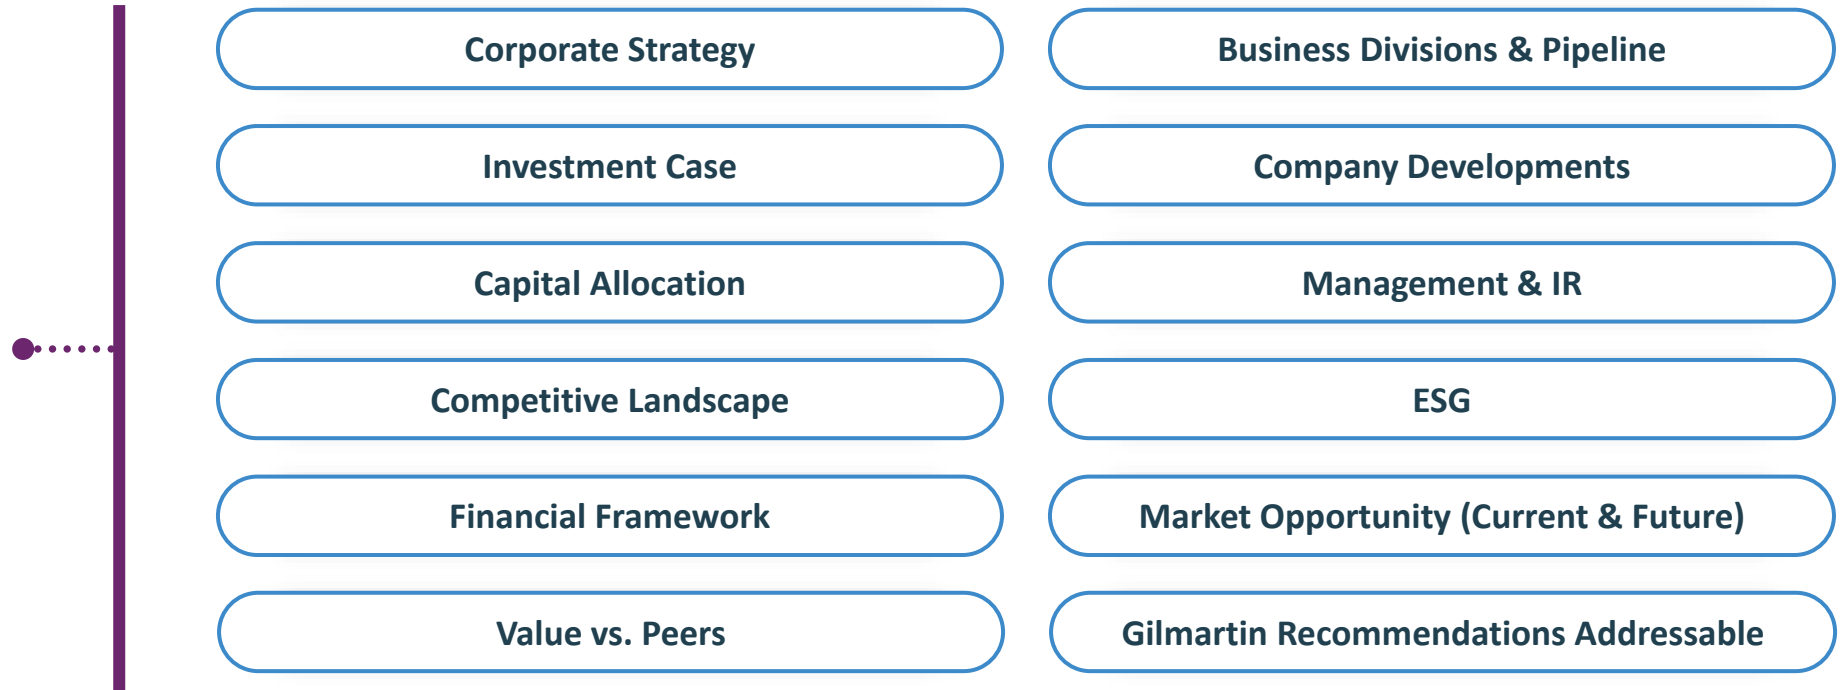 Corporate Strategy
Business Divisions & Pipeline
Investment Case
Company Developments
Capital Allocation
Management & IR
Competitive Landscape
ESG
Financial Framework
Market Opportunity (Current & Future)
Value vs. Peers
Gilmartin Recommendations Addressable